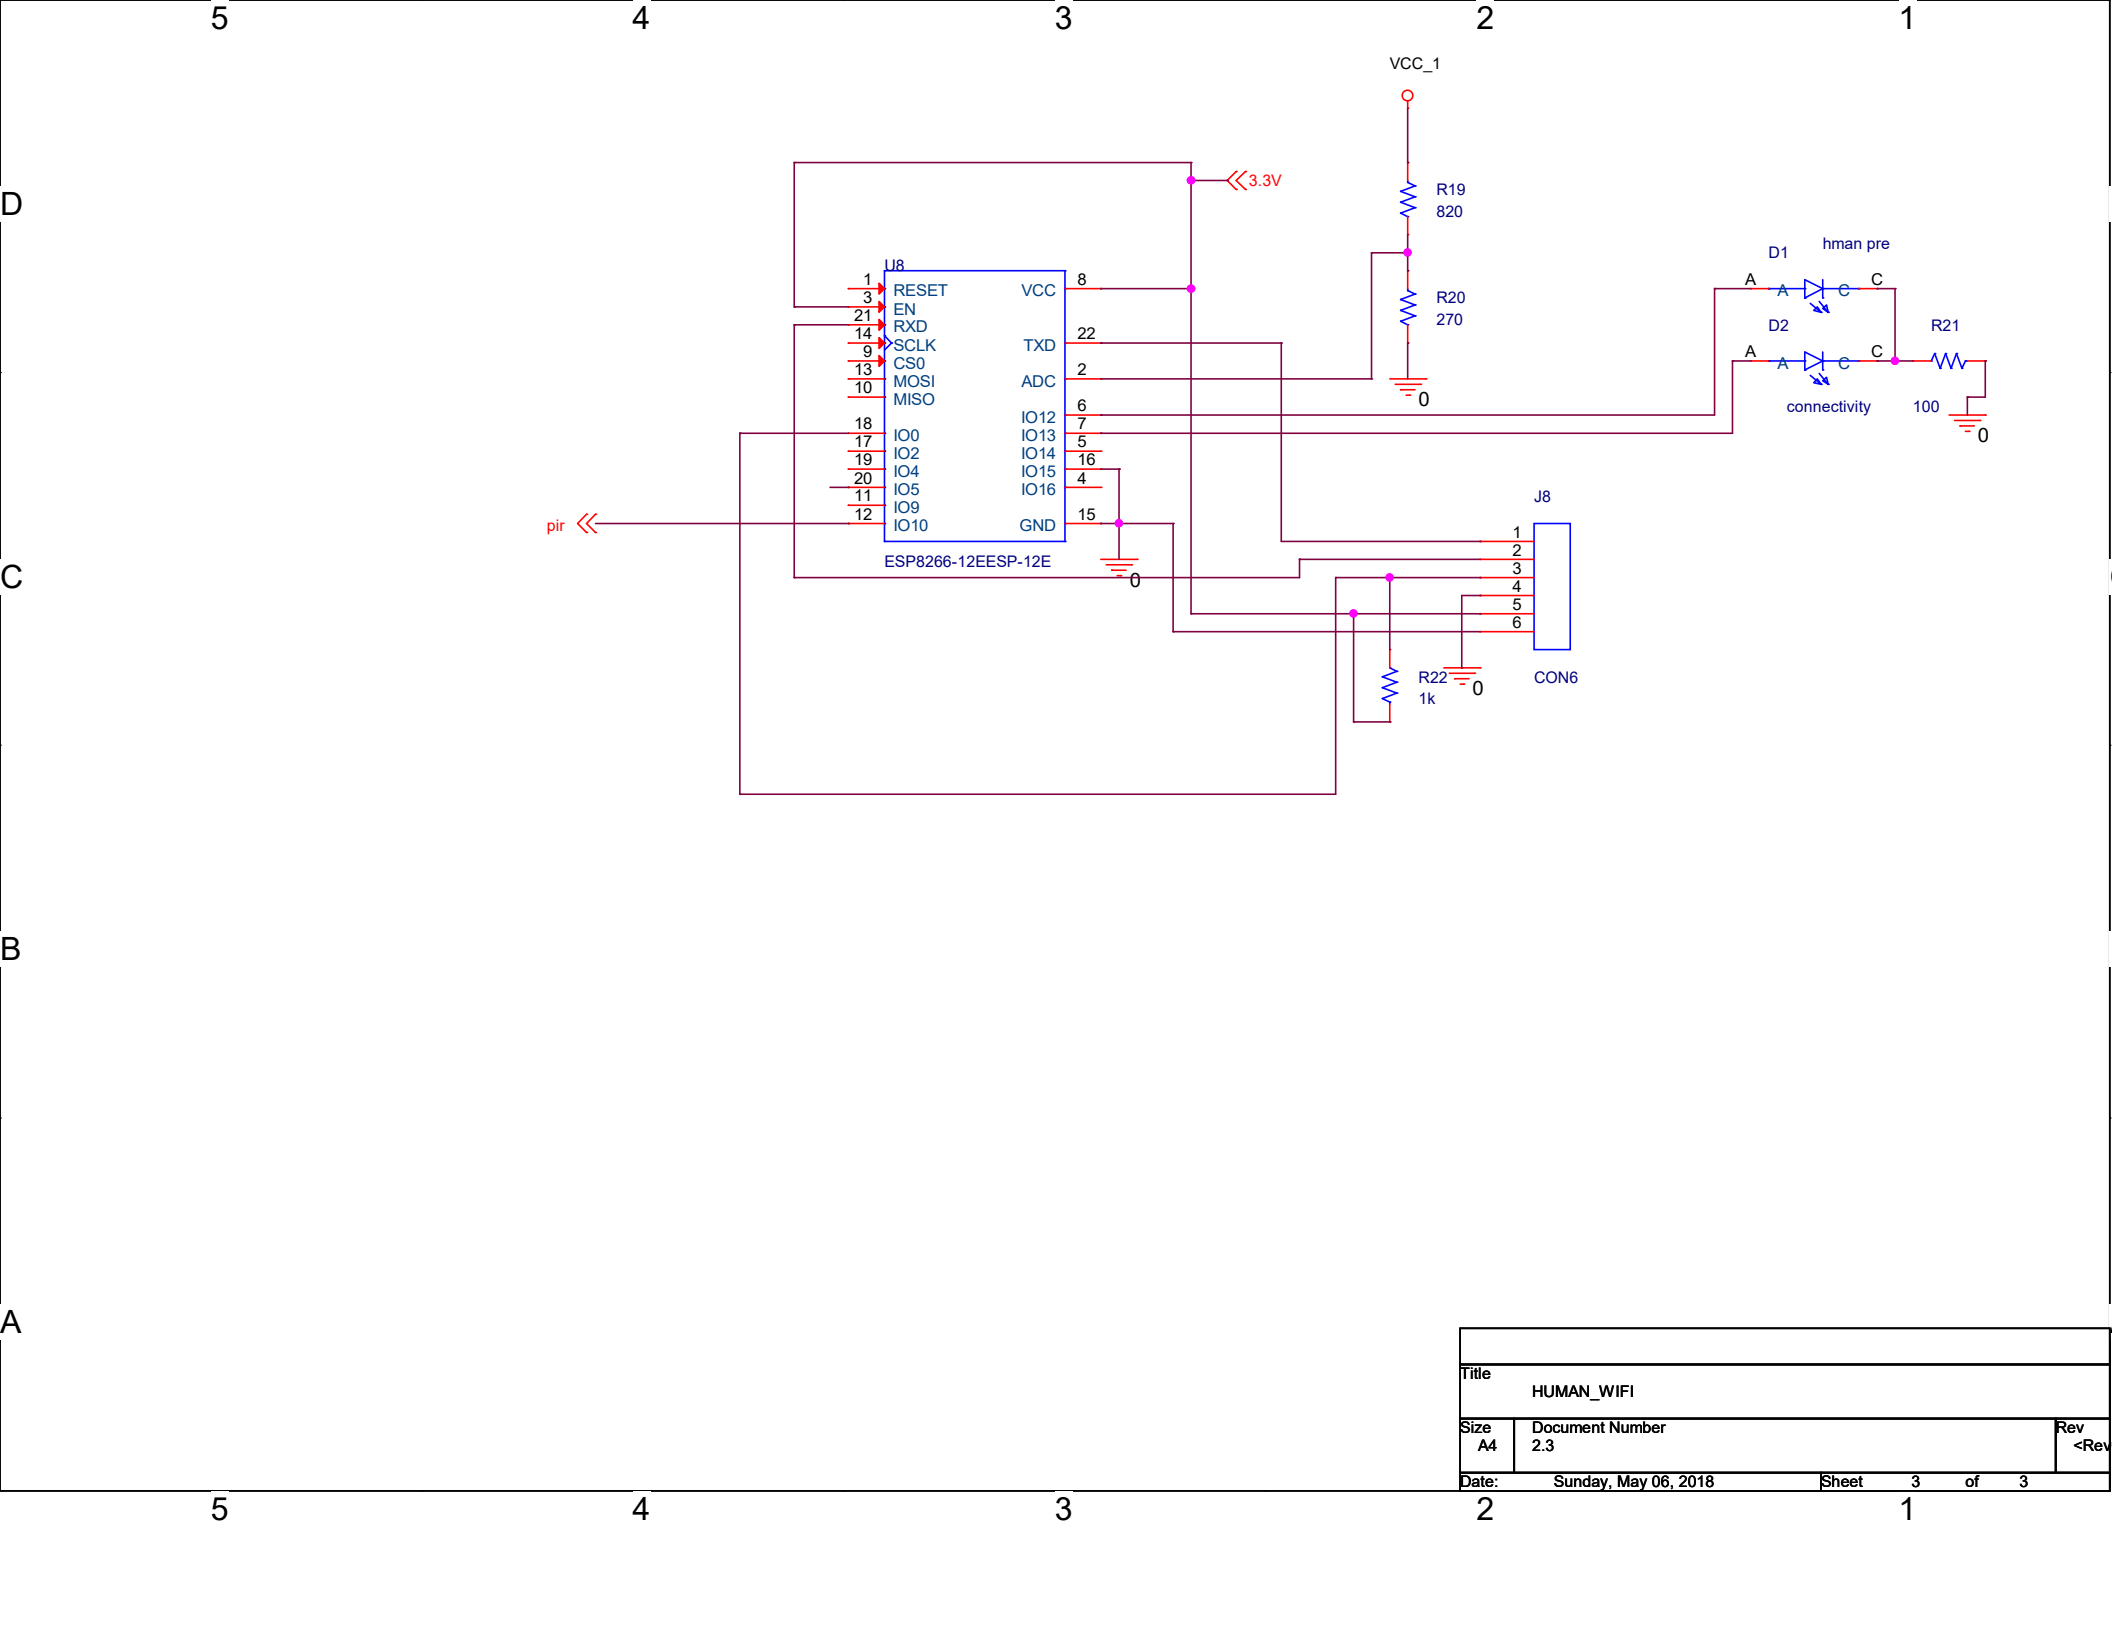 5 4 3 2 1
VCC_1
D
3.3V
R19
820
D1
hman pre
U8
1 RESET
3 EN
21 RXD
14 SCLK
9 CS0
13 MOSI
10 MISO
18 IO0
17 IO2
19 IO4
20 IO5
11 IO9
12 IO10
VCC 8
TXD 22
ADC 2
IO12 6
IO13 7
IO14 5
IO15 16
IO16 4
GND 15
ESP8266-12EESP-12E
0
pir
R20
270
0
A A C C
D2
R21
A A C C
connectivity
100
0
J8
1
2
3
4
5
6
CON6
R22
1k
0
C
B
A
Title
HUMAN_WIFI
Size
A4
Document Number
2.3
Rev
<Rev
Date: Sunday, May 06, 2018
Sheet 3 of 3
5 4 3 2 1